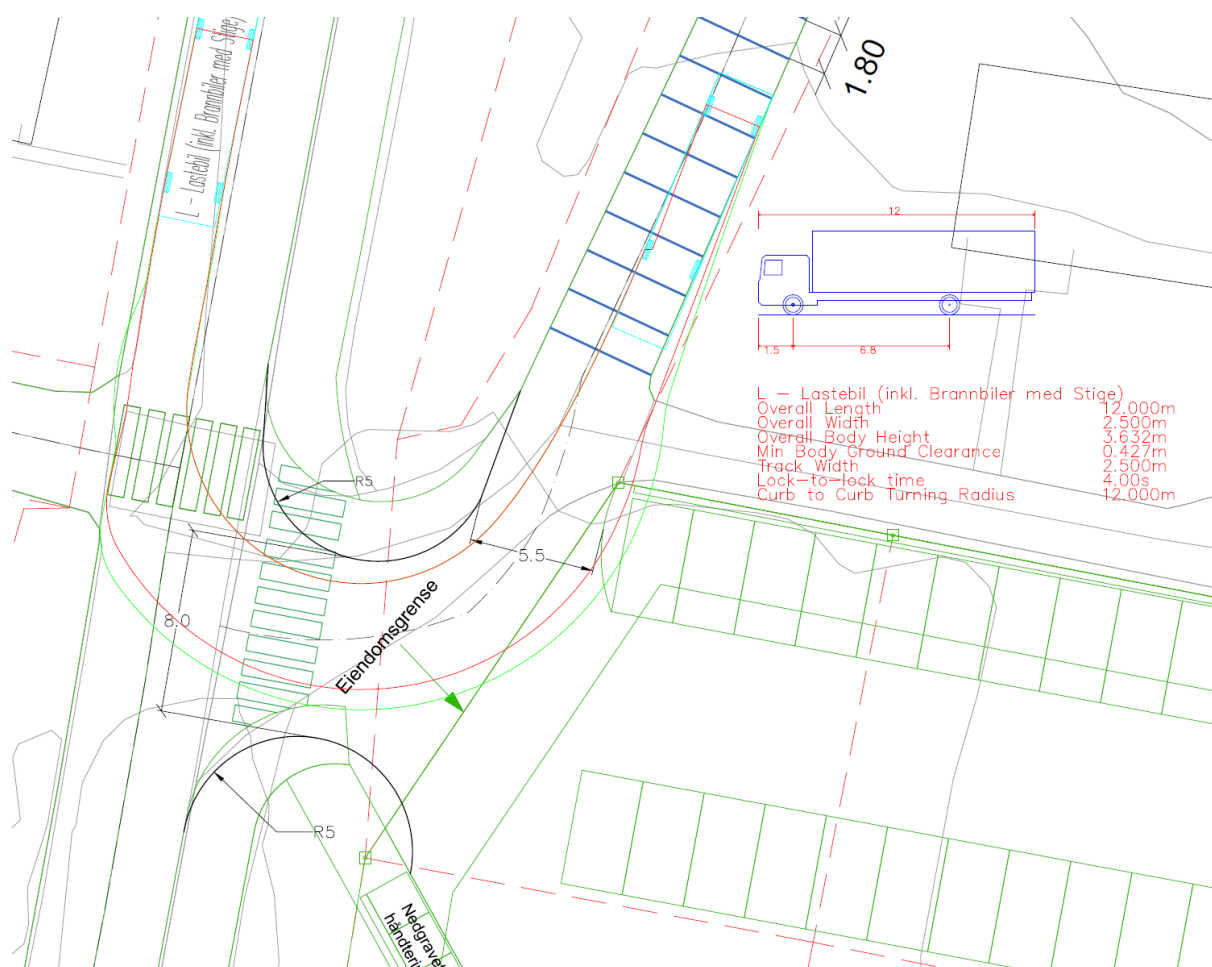 L - Lastebil (inkl. Brannbiler med Stige)
1.80
12
1.5
6.8
L - Lastebil (inkl. Brannbiler med Stige)
Overall Length 12.000m
Overall Width 2.500m
Overall Body Height 3.632m
Min Body Ground Clearance 0.427m
Track Width 2.500m
Lock-to-lock time 4.00s
Curb to Curb Turning Radius 12.000m
R5
5.5
8.0
Eiendomsgrense
R5